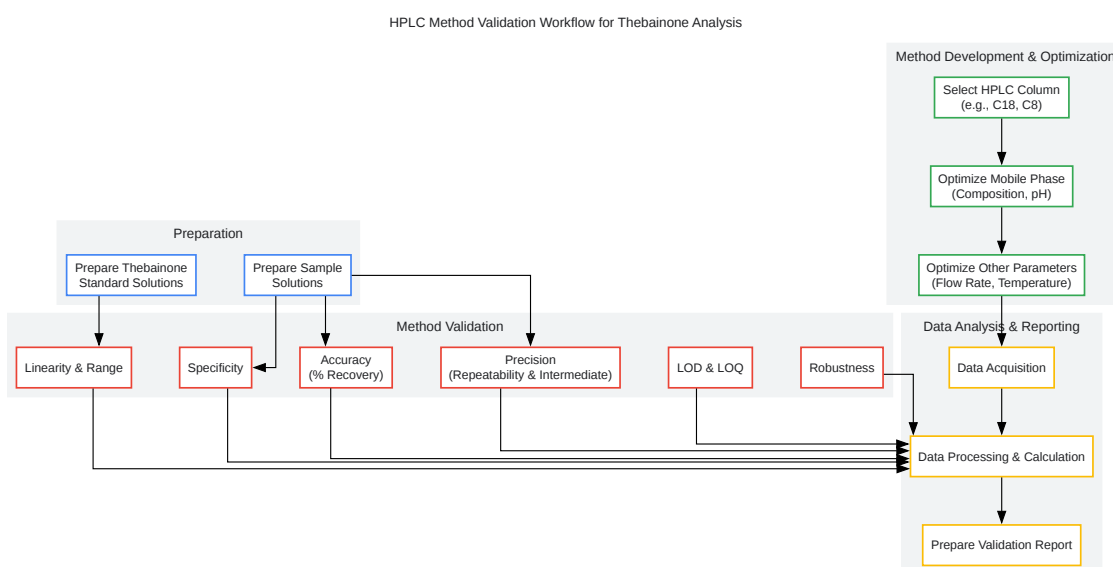 HPLC Method Validation Workflow for Thebainone Analysis
Method Development & Optimization
Select HPLC Column
(e.g., C18, C8)
Optimize Mobile Phase
(Composition, pH)
Optimize Other Parameters
(Flow Rate, Temperature)
Preparation
Prepare Thebainone
Standard Solutions
Prepare Sample
Solutions
Method Validation
Linearity & Range
Specificity
Accuracy
(% Recovery)
Precision
(Repeatability & Intermediate)
LOD & LOQ
Robustness
Data Analysis & Reporting
Data Acquisition
Data Processing & Calculation
Prepare Validation Report